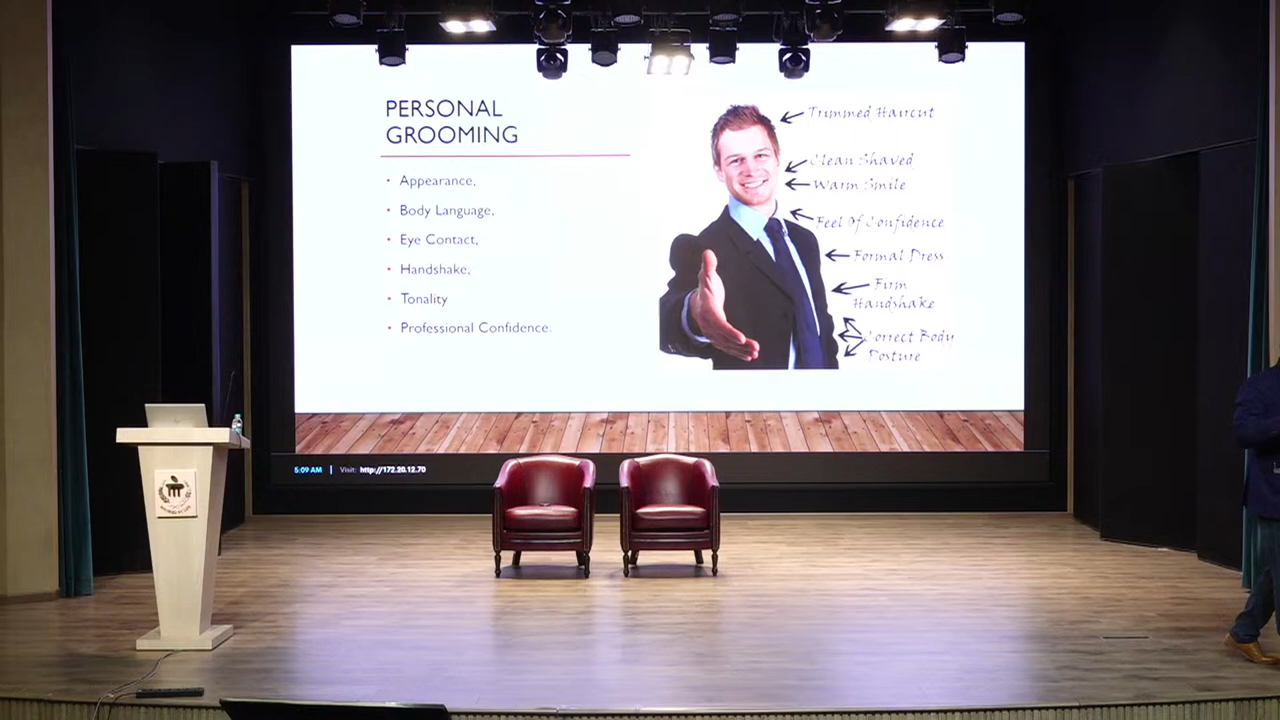 PERSONAL
GROOMING
• Appearance,
• Body Language,
• Eye Contact,
• Handshake,
• Tonality
• Professional Confidence.
Trimmed Haircut
Clean Shaved
Warm Smile
Feel Of Confidence
Formal Dress
Firm
Handshake
Correct Body
Posture
5:09 AM | Visit: http://172.20.12.70